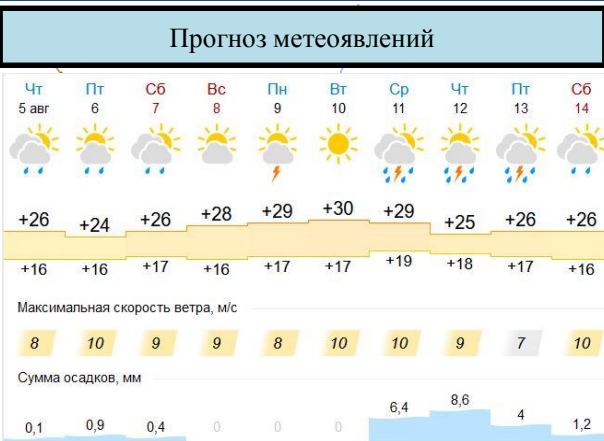 Прогноз метеоявлений
Чт Пт Сб Вс Пн Вт Ср Чт Пт Сб
5 авг 6 7 8 9 10 11 12 13 14
+26 +24 +26 +28 +29 +30 +29 +25 +26 +26
+16 +16 +17 +16 +17 +17 +19 +18 +17 +16
Максимальная скорость ветра, м/с
8 10 9 9 8 10 10 9 7 10
Сумма осадков, мм
0,1 0,9 0,4 0 0 0 6,4 8,6 4 1,2